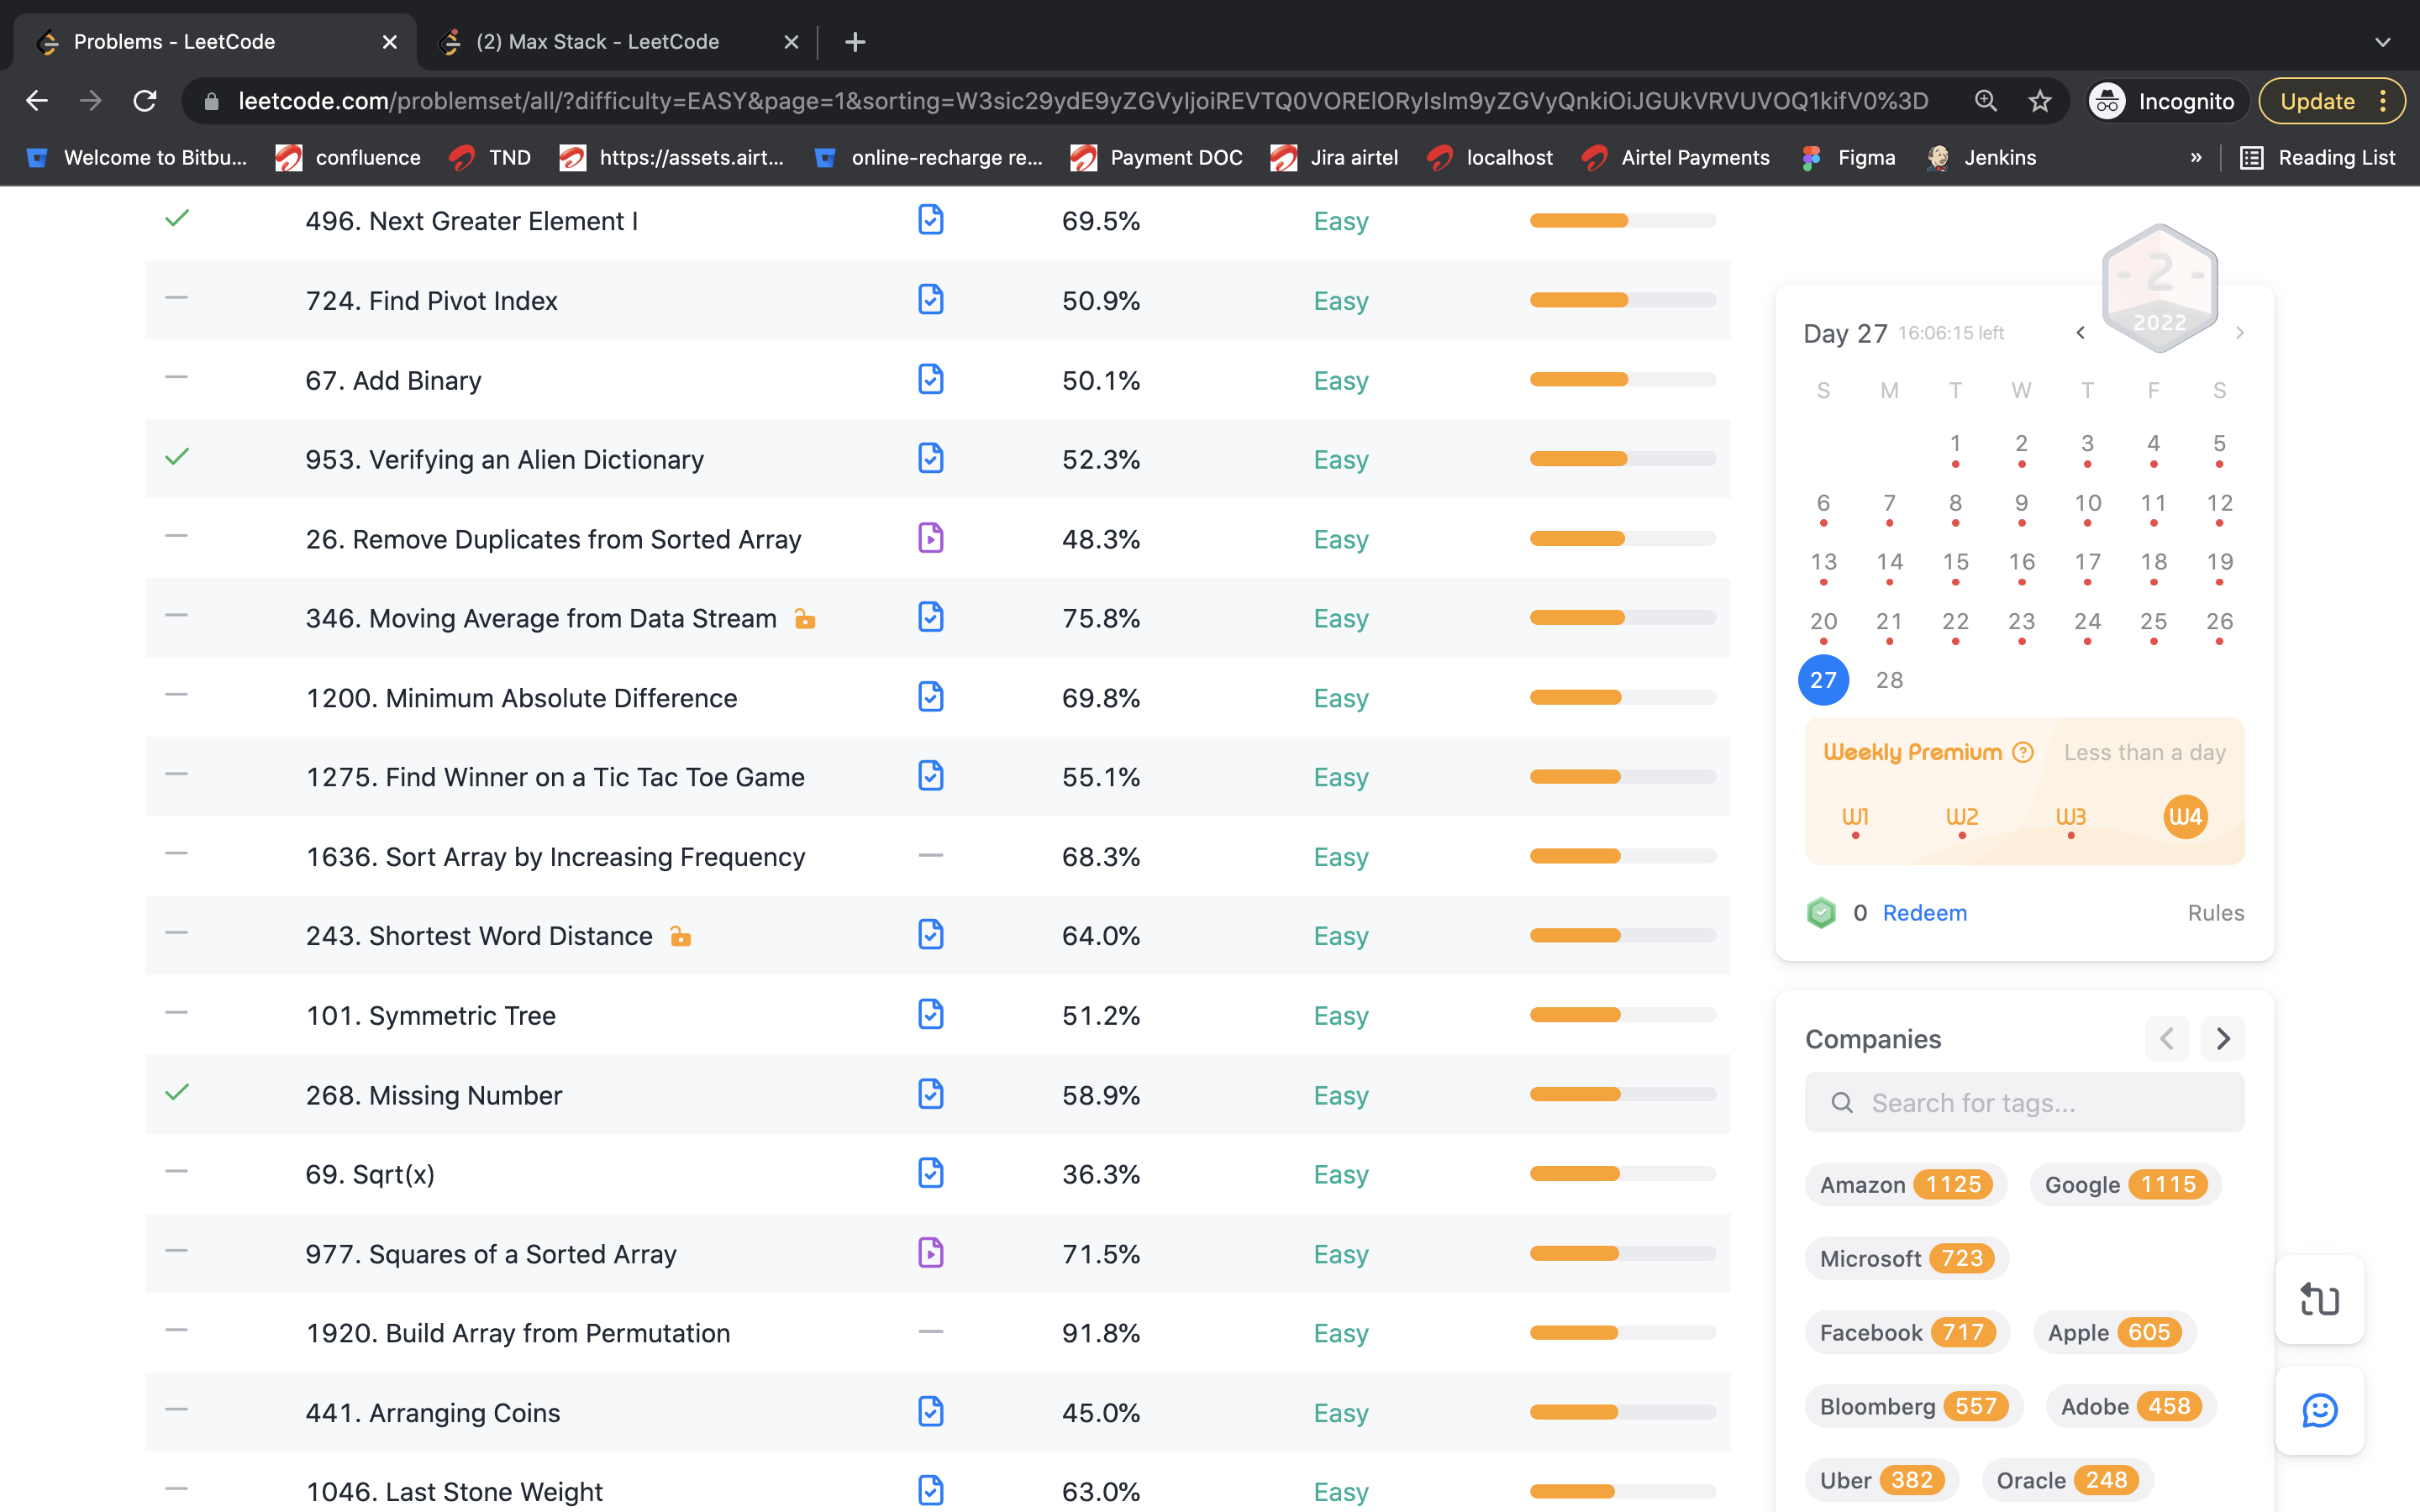 Problems - LeetCode
(2) Max Stack - LeetCode
leetcode.com/problemset/all/?difficulty=EASY&page=1&sorting=W3sic29ydE9yZGVyIjoiREVTQ0VORElORyIsIm9yZGVyQnkiOiJGUkVRVUVOQ1kifV0%3D
Incognito
Update
Welcome to Bitbu...
confluence
TND
https://assets.airt...
online-recharge re...
Payment DOC
Jira airtel
localhost
Airtel Payments
Figma
Jenkins
»
Reading List
496. Next Greater Element I 69.5% Easy
724. Find Pivot Index 50.9% Easy
67. Add Binary 50.1% Easy
953. Verifying an Alien Dictionary 52.3% Easy
26. Remove Duplicates from Sorted Array 48.3% Easy
346. Moving Average from Data Stream 75.8% Easy
1200. Minimum Absolute Difference 69.8% Easy
1275. Find Winner on a Tic Tac Toe Game 55.1% Easy
1636. Sort Array by Increasing Frequency 68.3% Easy
243. Shortest Word Distance 64.0% Easy
101. Symmetric Tree 51.2% Easy
268. Missing Number 58.9% Easy
69. Sqrt(x) 36.3% Easy
977. Squares of a Sorted Array 71.5% Easy
1920. Build Array from Permutation 91.8% Easy
441. Arranging Coins 45.0% Easy
1046. Last Stone Weight 63.0% Easy
- 2 -
2022
Day 27 16:06:15 left
S M T W T F S
1 2 3 4 5
6 7 8 9 10 11 12
13 14 15 16 17 18 19
20 21 22 23 24 25 26
27 28
Weekly Premium ? Less than a day
W1 W2 W3 W4
0 Redeem Rules
Companies
Search for tags...
Amazon 1125 Google 1115
Microsoft 723
Facebook 717 Apple 605
Bloomberg 557 Adobe 458
Uber 382 Oracle 248